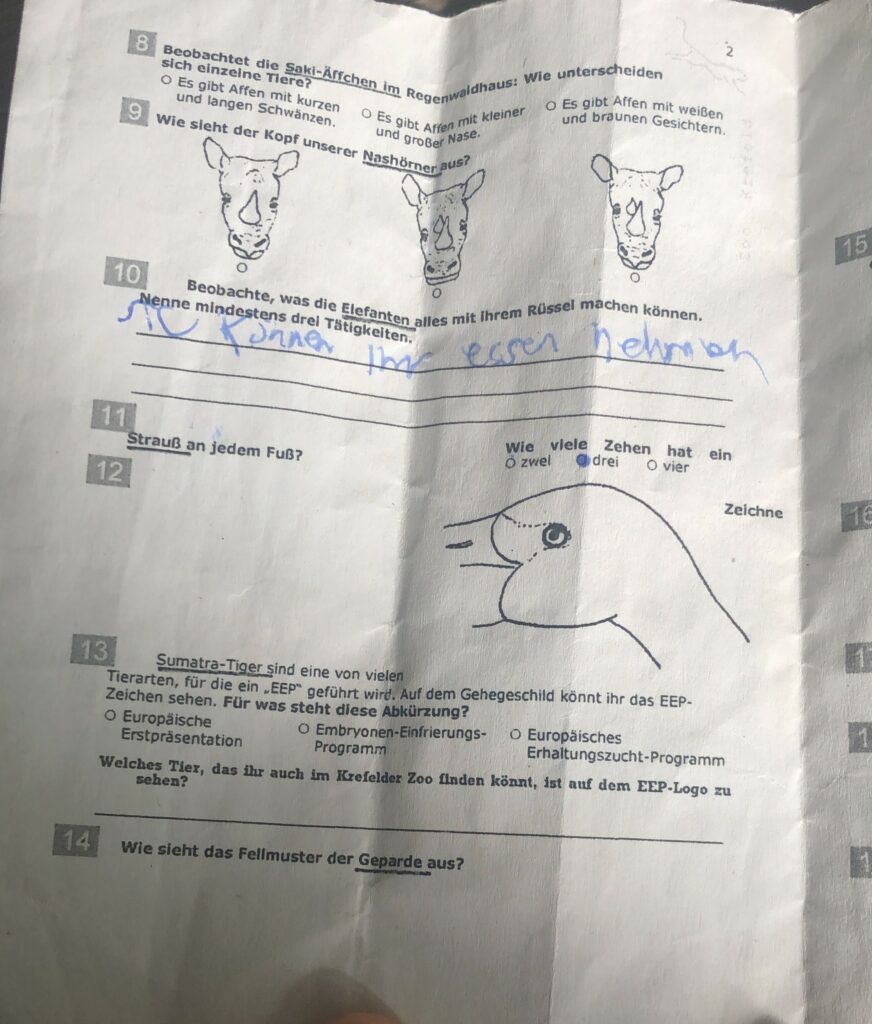 2
8 Beobachtet die Saki-Äffchen im Regenwaldhaus: Wie unterscheiden
sich einzelne Tiere?
O Es gibt Affen mit kurzen
und langen Schwänzen.
O Es gibt Affen mit kleiner
und großer Nase.
O Es gibt Affen mit weißen
und braunen Gesichtern.
9 Wie sieht der Kopf unserer Nashörner aus?
10 Beobachte, was die Elefanten alles mit ihrem Rüssel machen können.
Nenne mindestens drei Tätigkeiten.
können ihr essen
11 Wie viele Zehen hat ein
Strauß an jedem Fuß?
O zwei O drei O vier
12 Zeichne
13 Sumatra-Tiger sind eine von vielen
Tierarten, für die ein „EEP" geführt wird. Auf dem Gehegeschild könnt ihr das EEP-
Zeichen sehen. Für was steht diese Abkürzung?
O Europäische
Erstpräsentation
O Embryonen-Einfrierungs-
Programm
O Europäisches
Erhaltungszucht-Programm
Welches Tier, das ihr auch im Krefelder Zoo finden könnt, ist auf dem EEP-Logo zu
sehen?
14 Wie sieht das Fellmuster der Geparde aus?
15
16